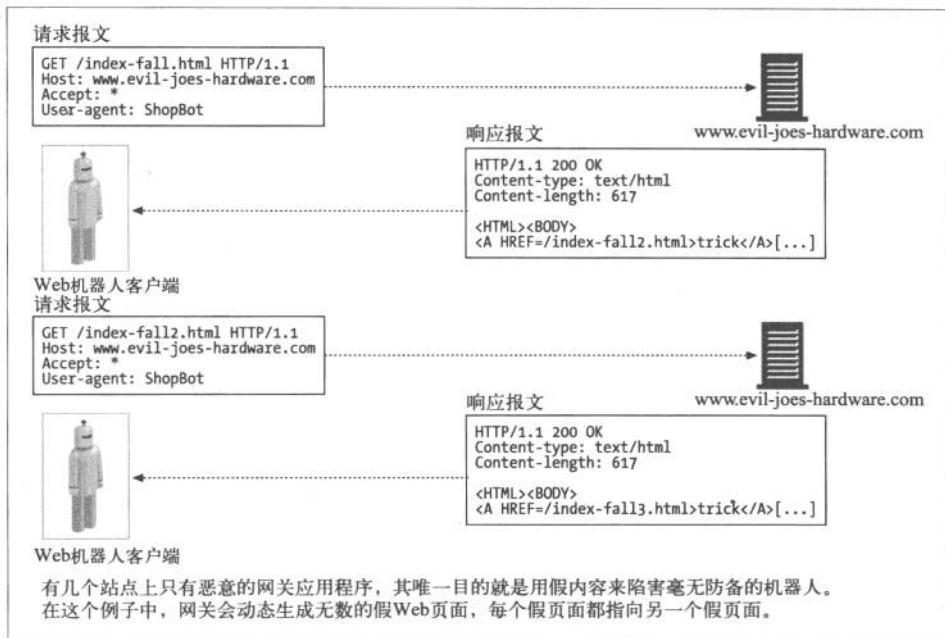 请求报文
GET /index-fall.html HTTP/1.1
Host: www.evil-joes-hardware.com
Accept: *
User-agent: ShopBot
www.evil-joes-hardware.com
响应报文
HTTP/1.1 200 OK
Content-type: text/html
Content-length: 617
<HTML><BODY>
<A HREF=/index-fall2.html>trick</A>[...]
Web机器人客户端
请求报文
GET /index-fall2.html HTTP/1.1
Host: www.evil-joes-hardware.com
Accept: *
User-agent: ShopBot
www.evil-joes-hardware.com
响应报文
HTTP/1.1 200 OK
Content-type: text/html
Content-length: 617
<HTML><BODY>
<A HREF=/index-fall3.html>trick</A>[...]
Web机器人客户端
有几个站点上只有恶意的网关应用程序，其唯一目的就是用假内容来陷害毫无防备的机器人。
在这个例子中，网关会动态生成无数的假Web页面，每个假页面都指向另一个假页面。